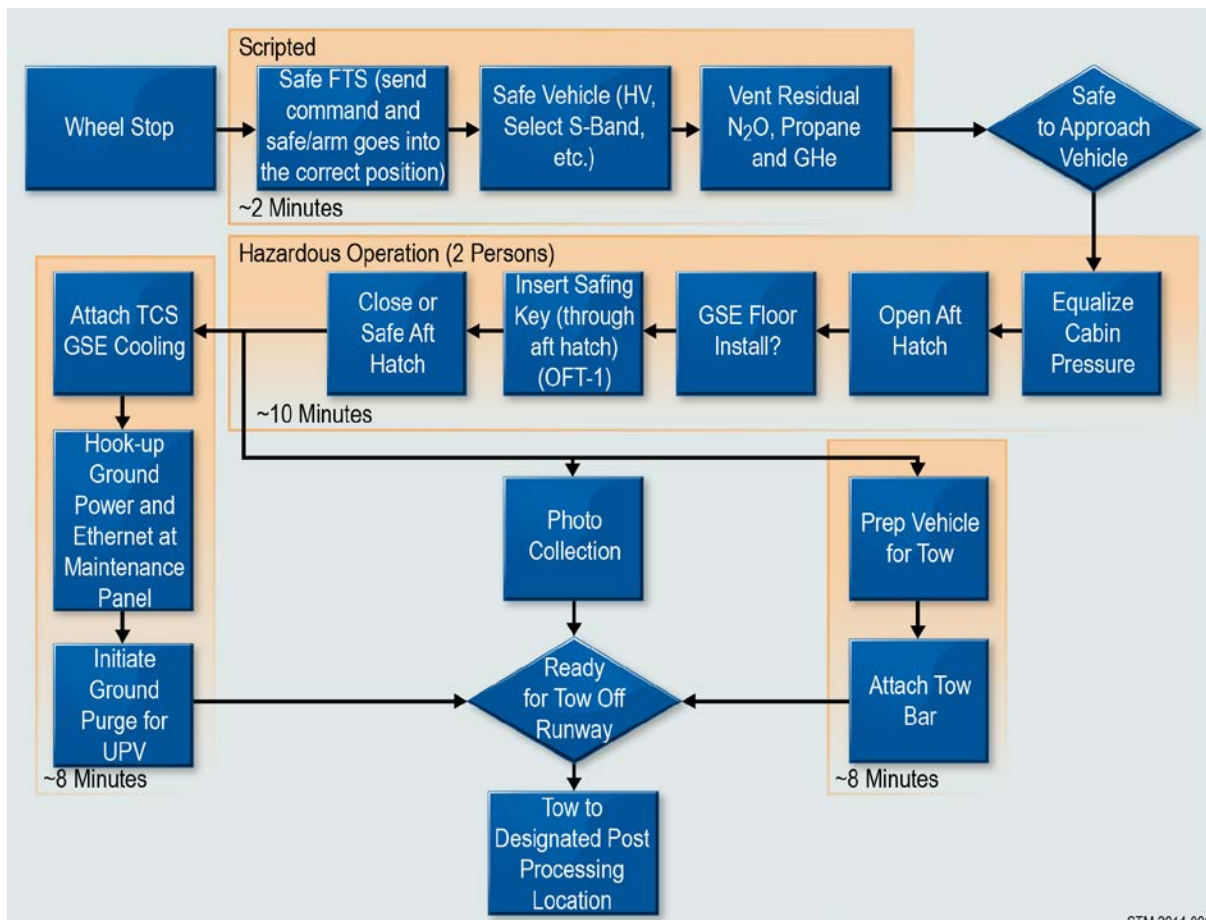 Scripted
Wheel Stop
Safe FTS (send
command and
safe/arm goes into
the correct position)
Safe Vehicle (HV,
Select S-Band,
etc.)
Vent Residual
N₂O, Propane
and GHe
Safe
to Approach
Vehicle
~2 Minutes
Hazardous Operation (2 Persons)
Equalize
Cabin
Pressure
Open Aft
Hatch
GSE Floor
Install?
Insert Safing
Key (through
aft hatch)
(OFT-1)
Close or
Safe Aft
Hatch
~10 Minutes
Attach TCS
GSE Cooling
Hook-up
Ground
Power and
Ethernet at
Maintenance
Panel
Initiate
Ground
Purge for
UPV
~8 Minutes
Photo
Collection
Prep Vehicle
for Tow
Attach Tow
Bar
~8 Minutes
Ready
for Tow Off
Runway
Tow to
Designated Post
Processing
Location